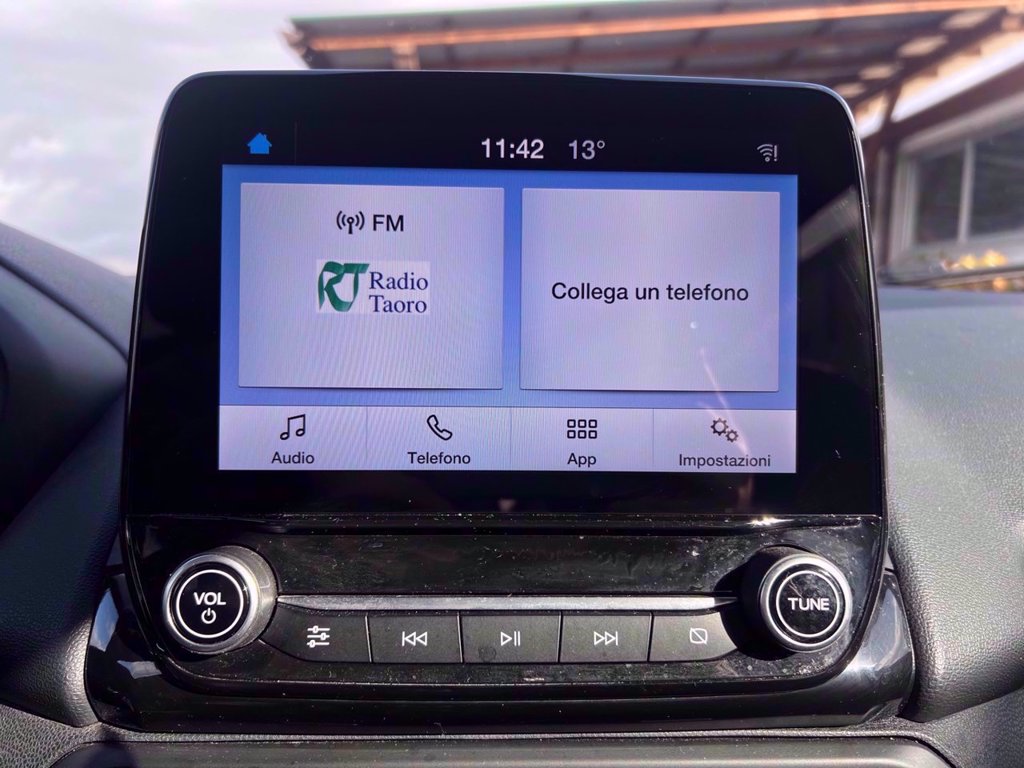 11:42 13°
FM
RT Radio
Taoro
Collega un telefono
Audio
Telefono
App
Impostazioni
VOL
TUNE